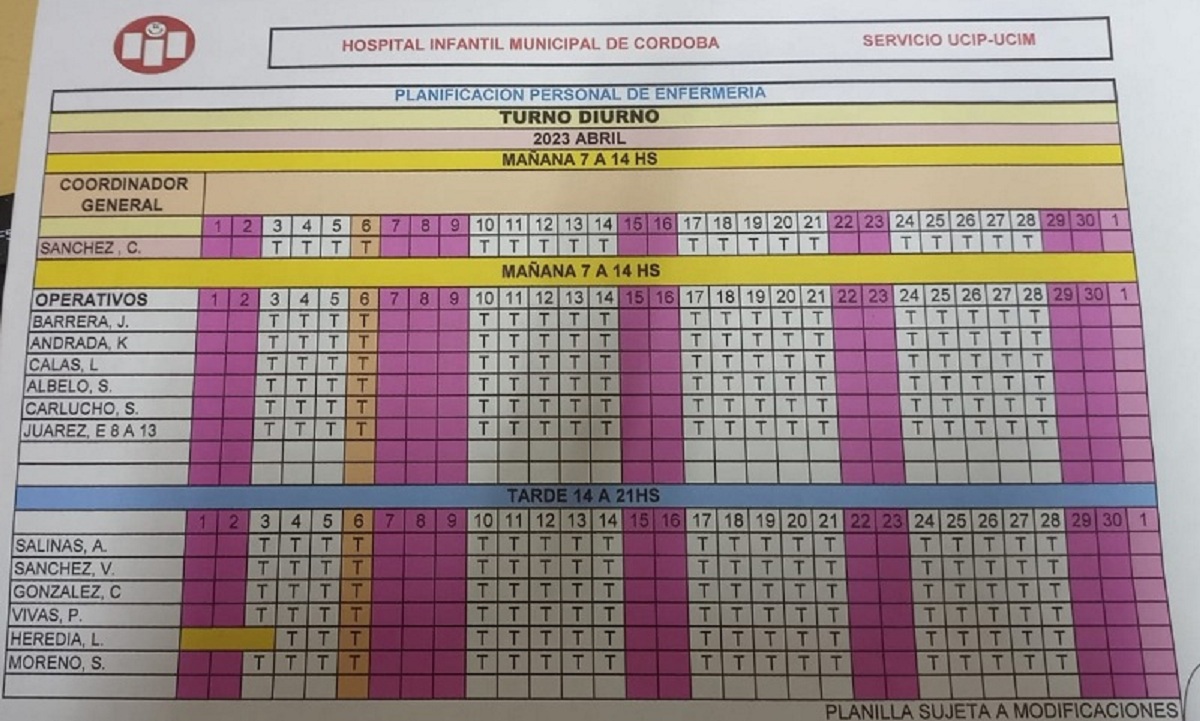 HOSPITAL INFANTIL MUNICIPAL DE CORDOBA SERVICIO UCIP-UCIM
PLANIFICACION PERSONAL DE ENFERMERIA
TURNO DIURNO
2023 ABRIL
MAÑANA 7 A 14 HS
COORDINADOR
GENERAL
1 2 3 4 5 6 7 8 9 10 11 12 13 14 15 16 17 18 19 20 21 22 23 24 25 26 27 28 29 30 1
SANCHEZ , C. T T T T T T T T T T T T T T T T T T T
MAÑANA 7 A 14 HS
OPERATIVOS 1 2 3 4 5 6 7 8 9 10 11 12 13 14 15 16 17 18 19 20 21 22 23 24 25 26 27 28 29 30 1
BARRERA, J. T T T T T T T T T T T T T T T T T T T
ANDRADA, K T T T T T T T T T T T T T T T T T T T
CALAS, L T T T T T T T T T T T T T T T T T T T
ALBELO, S. T T T T T T T T T T T T T T T T T T T
CARLUCHO, S. T T T T T T T T T T T T T T T T T T T
JUAREZ, E 8 A 13 T T T T T T T T T T T T T T T T T T T
TARDE 14 A 21HS
1 2 3 4 5 6 7 8 9 10 11 12 13 14 15 16 17 18 19 20 21 22 23 24 25 26 27 28 29 30 1
SALINAS, A. T T T T T T T T T T T T T T T T T T T
SANCHEZ, V. T T T T T T T T T T T T T T T T T T T
GONZALEZ, C T T T T T T T T T T T T T T T T T T T
VIVAS, P. T T T T T T T T T T T T T T T T T T T
HEREDIA, L. T T T T T T T T T T T T T T T T T T
MORENO, S. T T T T T T T T T T T T T T T T T T T
PLANILLA SUJETA A MODIFICACIONES